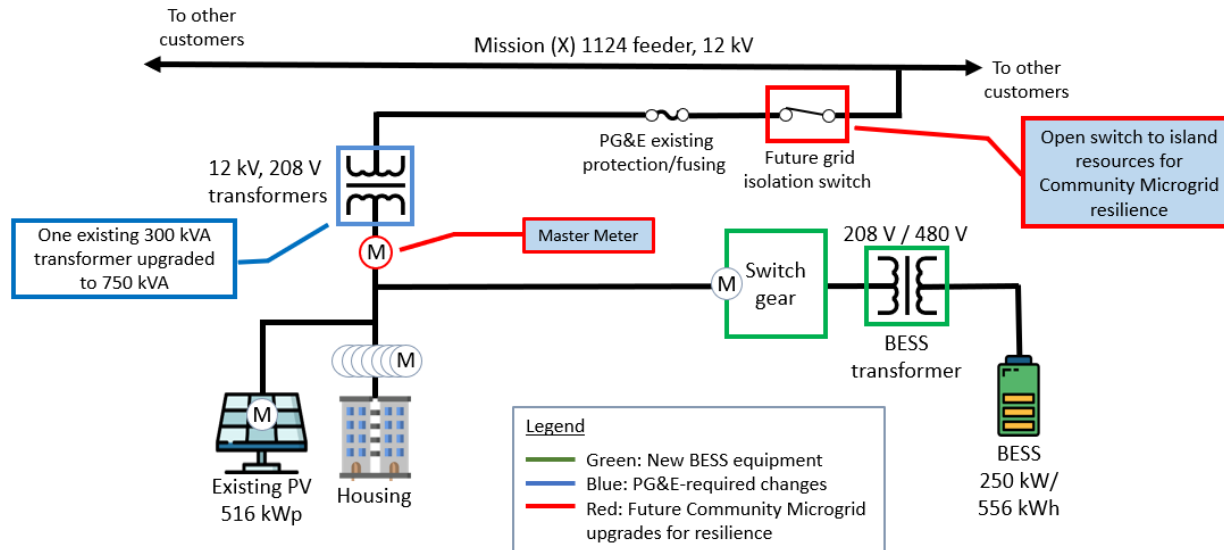 To other
customers
Mission (X) 1124 feeder, 12 kV
To other
customers
PG&E existing
protection/fusing
Future grid
isolation switch
Open switch to island
resources for
Community Microgrid
resilience
12 kV, 208 V
transformers
One existing 300 kVA
transformer upgraded
to 750 kVA
M
Master Meter
M
Switch
gear
208 V / 480 V
BESS
transformer
M
M
Existing PV
516 kWp
Housing
BESS
250 kW/
556 kWh
Legend
Green: New BESS equipment
Blue: PG&E-required changes
Red: Future Community Microgrid
upgrades for resilience